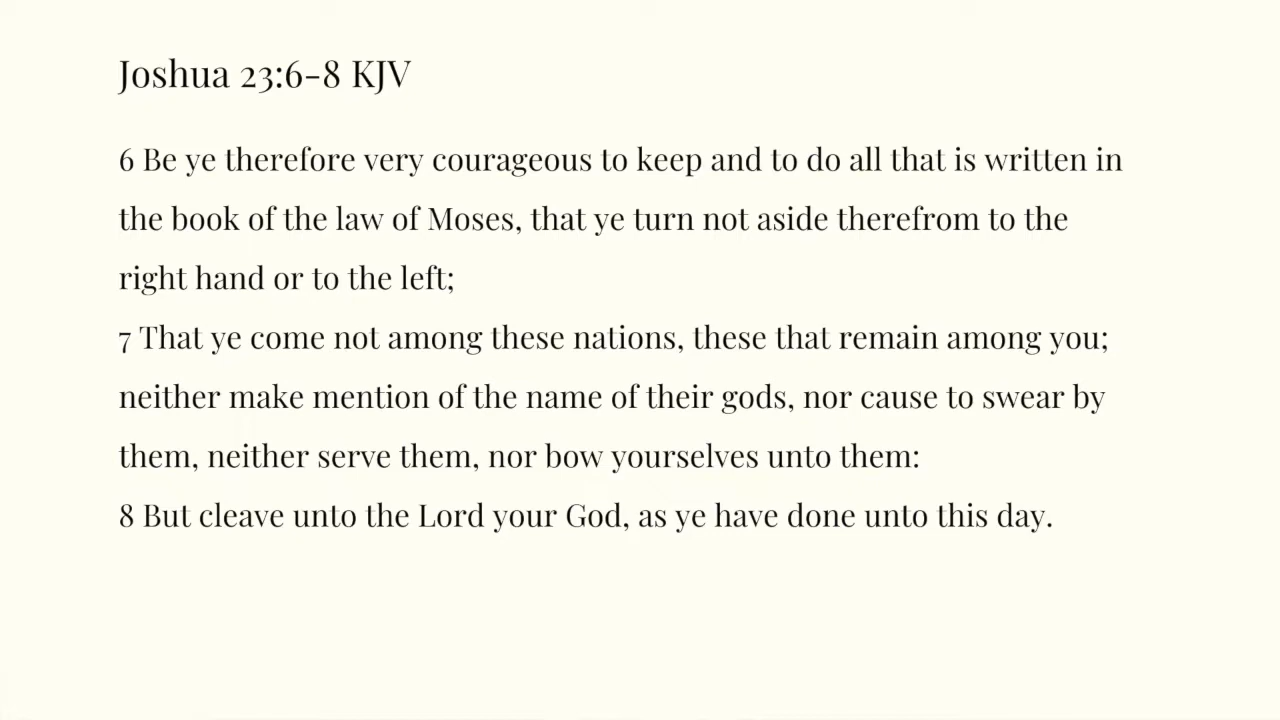 Joshua 23:6-8 KJV
6 Be ye therefore very courageous to keep and to do all that is written in
the book of the law of Moses, that ye turn not aside therefrom to the
right hand or to the left;
7 That ye come not among these nations, these that remain among you;
neither make mention of the name of their gods, nor cause to swear by
them, neither serve them, nor bow yourselves unto them:
8 But cleave unto the Lord your God, as ye have done unto this day.